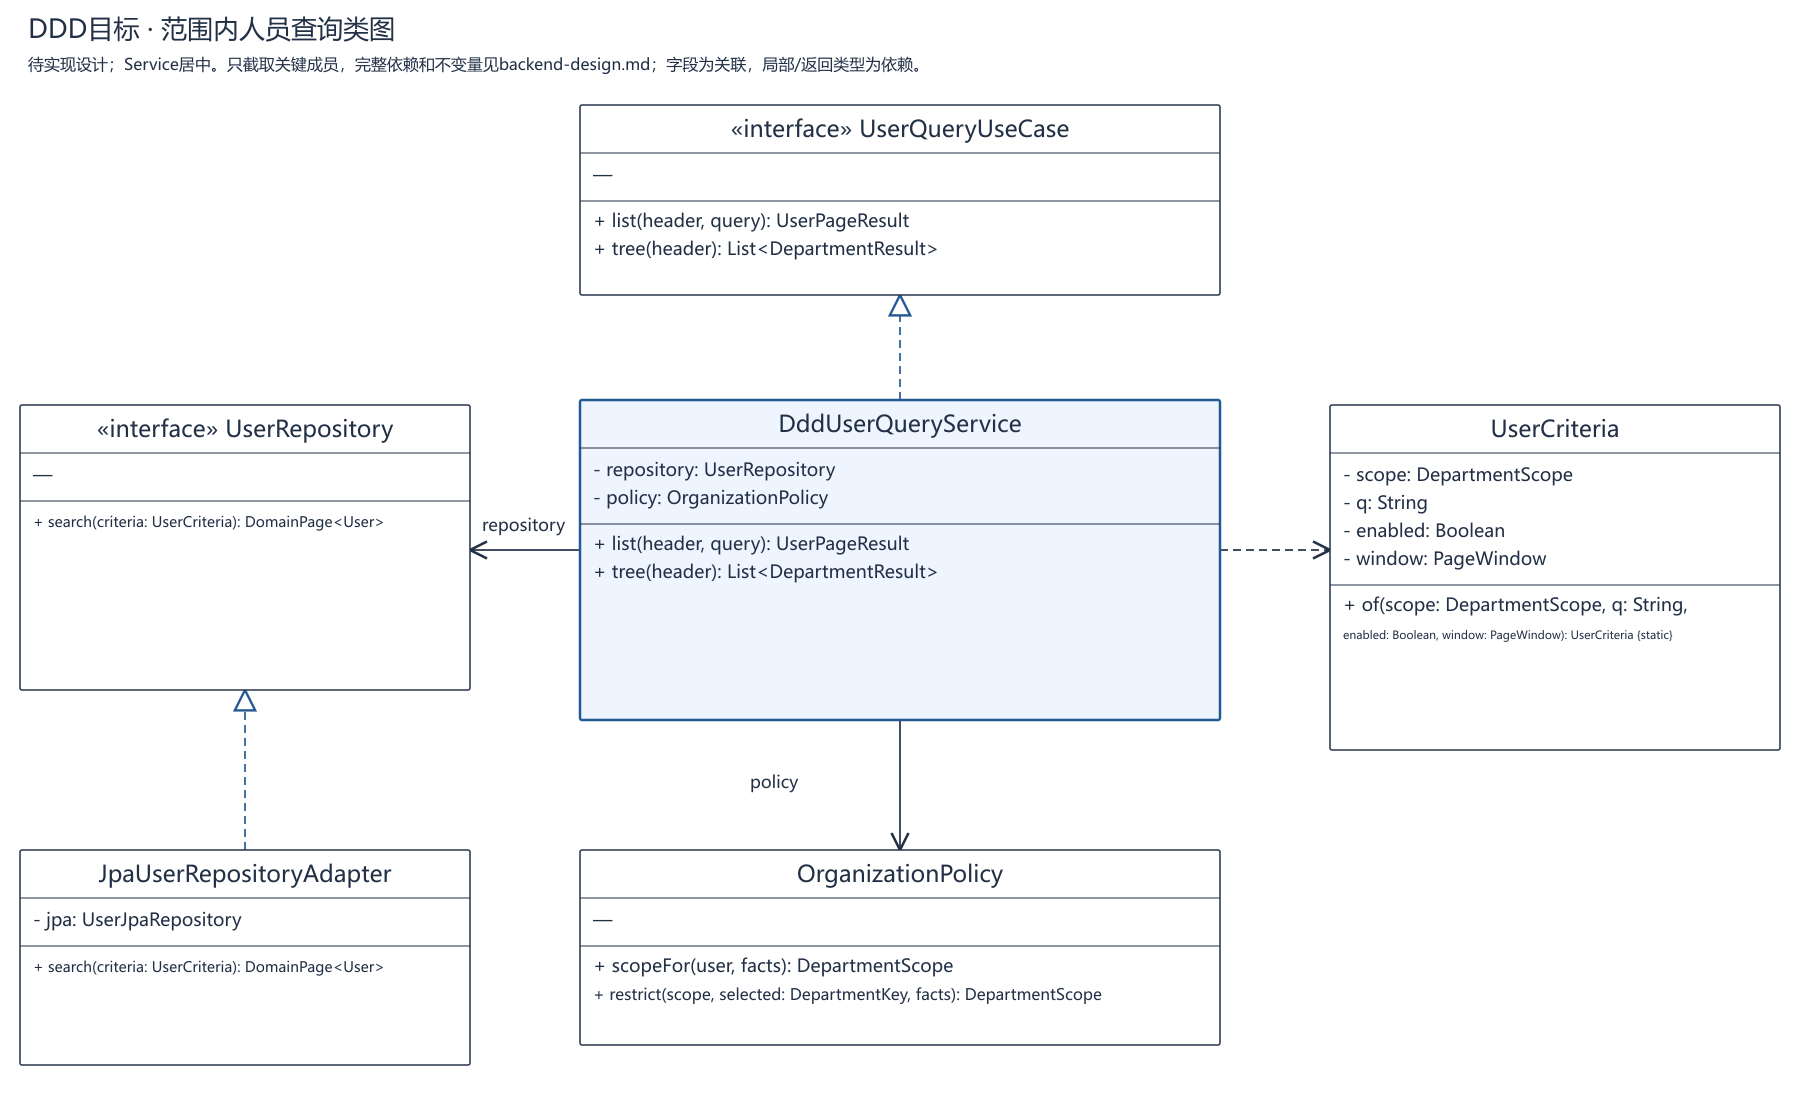 DDD目标 · 范围内人员查询类图
待实现设计；Service居中。只截取关键成员，完整依赖和不变量见backend-design.md；字段为关联，局部/返回类型为依赖。
«interface» UserQueryUseCase
—
+ list(header, query): UserPageResult
+ tree(header): List<DepartmentResult>
«interface» UserRepository
—
+ search(criteria: UserCriteria): DomainPage<User>
repository
DddUserQueryService
- repository: UserRepository
- policy: OrganizationPolicy
+ list(header, query): UserPageResult
+ tree(header): List<DepartmentResult>
UserCriteria
- scope: DepartmentScope
- q: String
- enabled: Boolean
- window: PageWindow
+ of(scope: DepartmentScope, q: String,
enabled: Boolean, window: PageWindow): UserCriteria {static}
policy
JpaUserRepositoryAdapter
- jpa: UserJpaRepository
+ search(criteria: UserCriteria): DomainPage<User>
OrganizationPolicy
—
+ scopeFor(user, facts): DepartmentScope
+ restrict(scope, selected: DepartmentKey, facts): DepartmentScope